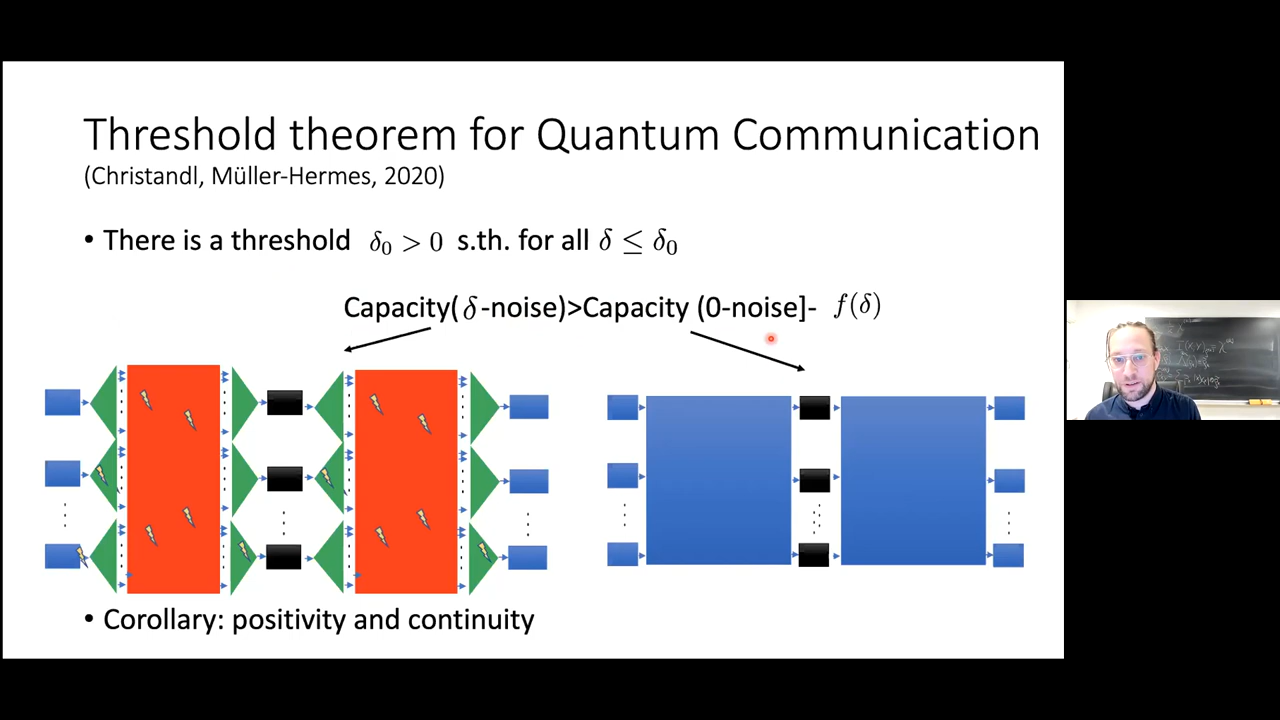 Threshold theorem for Quantum Communication
(Christandl, Müller-Hermes, 2020)
• There is a threshold δ₀ > 0 s.th. for all δ ≤ δ₀
Capacity(δ-noise)>Capacity (0-noise]- f(δ)
• Corollary: positivity and continuity